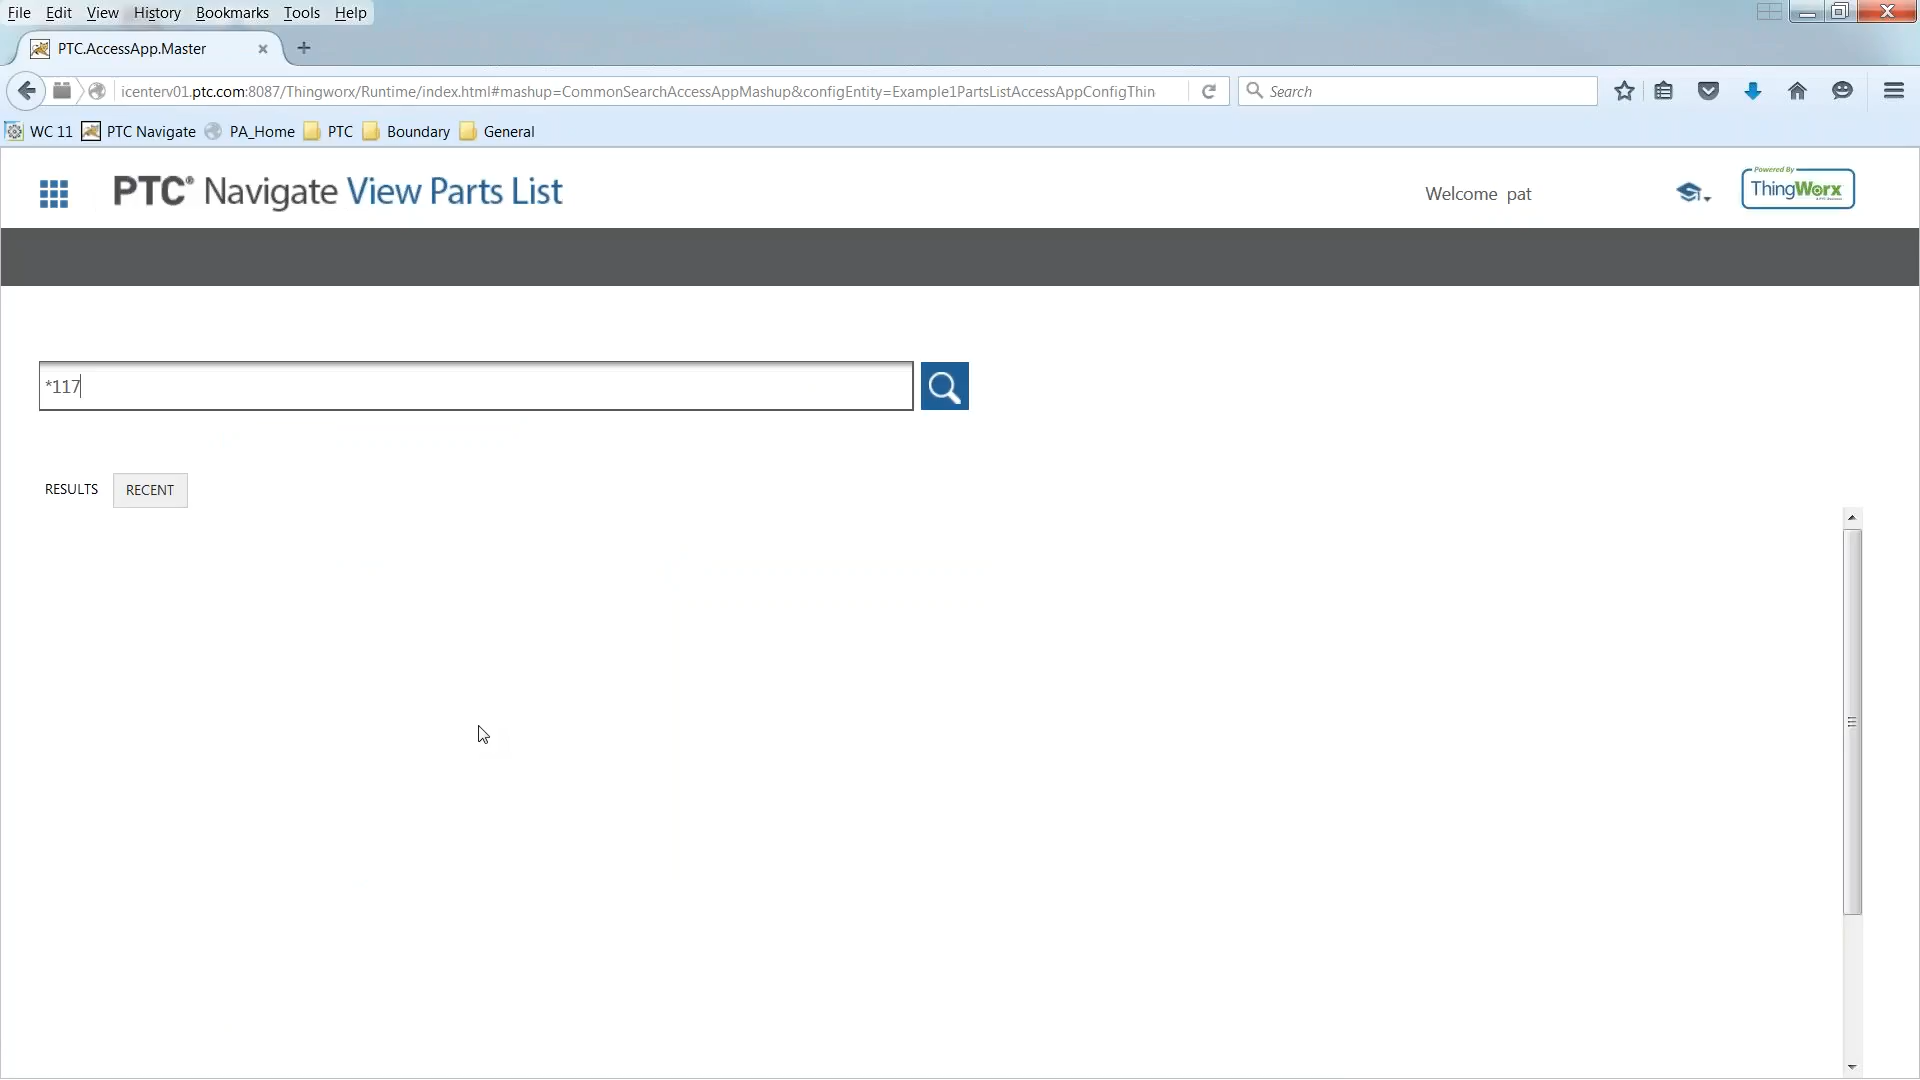 File Edit View History Bookmarks Tools Help
PTC.AccessApp.Master
icenterv01.ptc.com:8087/Thingworx/Runtime/index.html#mashup=CommonSearchAccessAppMashup&configEntity=Example1PartsListAccessAppConfigThin
Search
WC 11 PTC Navigate PA_Home PTC Boundary General
PTC® Navigate View Parts List
Welcome pat
Powered By
ThingWorx
*117
RESULTS RECENT